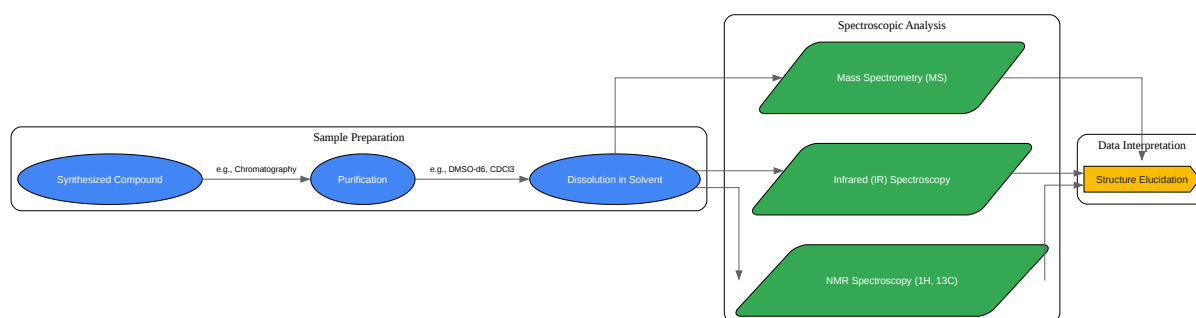 Spectroscopic Analysis
Mass Spectrometry (MS)
Sample Preparation
Synthesized Compound
e.g., Chromatography
Purification
e.g., DMSO-d6, CDCl3
Dissolution in Solvent
Infrared (IR) Spectroscopy
Data Interpretation
Structure Elucidation
NMR Spectroscopy (1H, 13C)